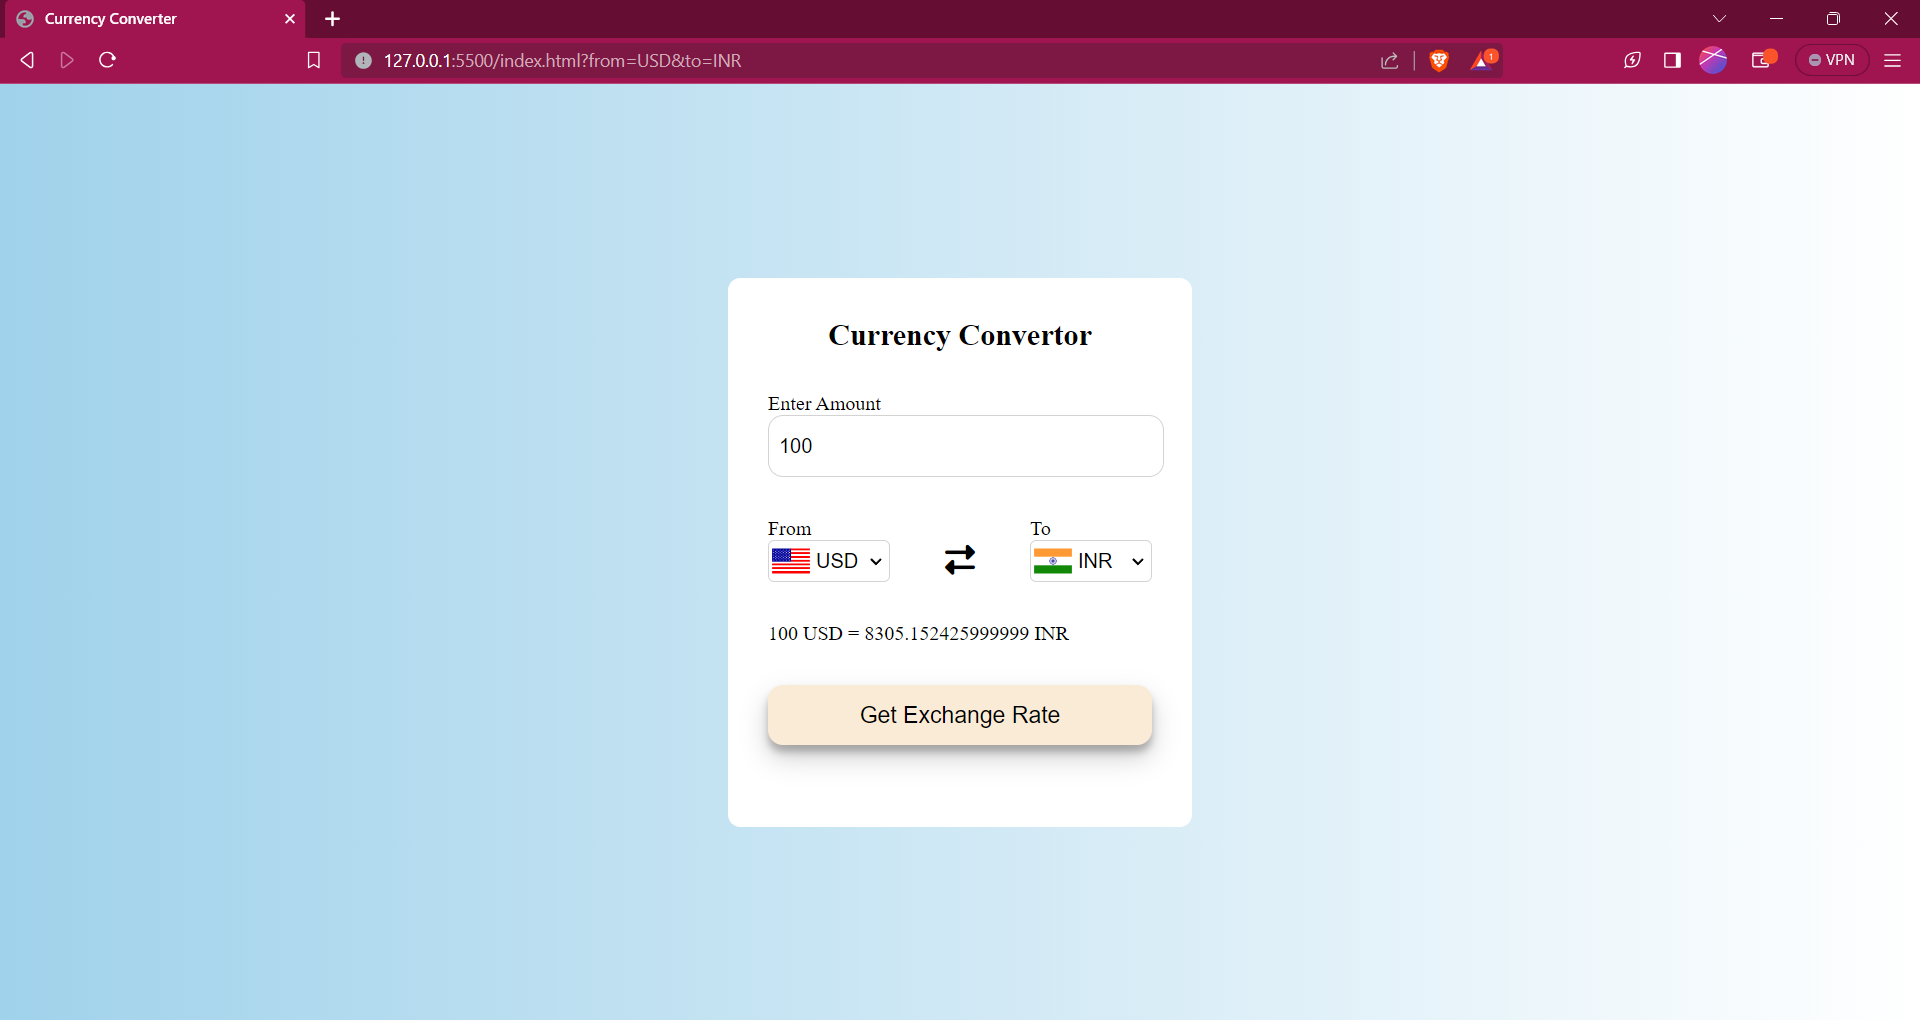 Currency Converter
127.0.0.1:5500/index.html?from=USD&to=INR
1
VPN
Currency Convertor
Enter Amount
100
From To
USD INR
100 USD = 8305.152425999999 INR
Get Exchange Rate